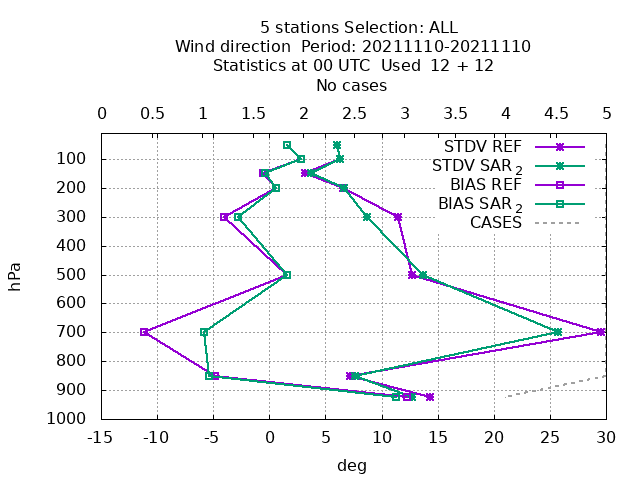 5 stations Selection: ALL
Wind direction  Period: 20211110-20211110
Statistics at 00 UTC  Used  12 + 12
No cases
0 0.5 1 1.5 2 2.5 3 3.5 4 4.5 5
STDV REF
STDV SAR 2
BIAS REF
BIAS SAR 2
CASES
100
200
300
400
500
600
700
800
900
1000
hPa
-15 -10 -5 0 5 10 15 20 25 30
deg